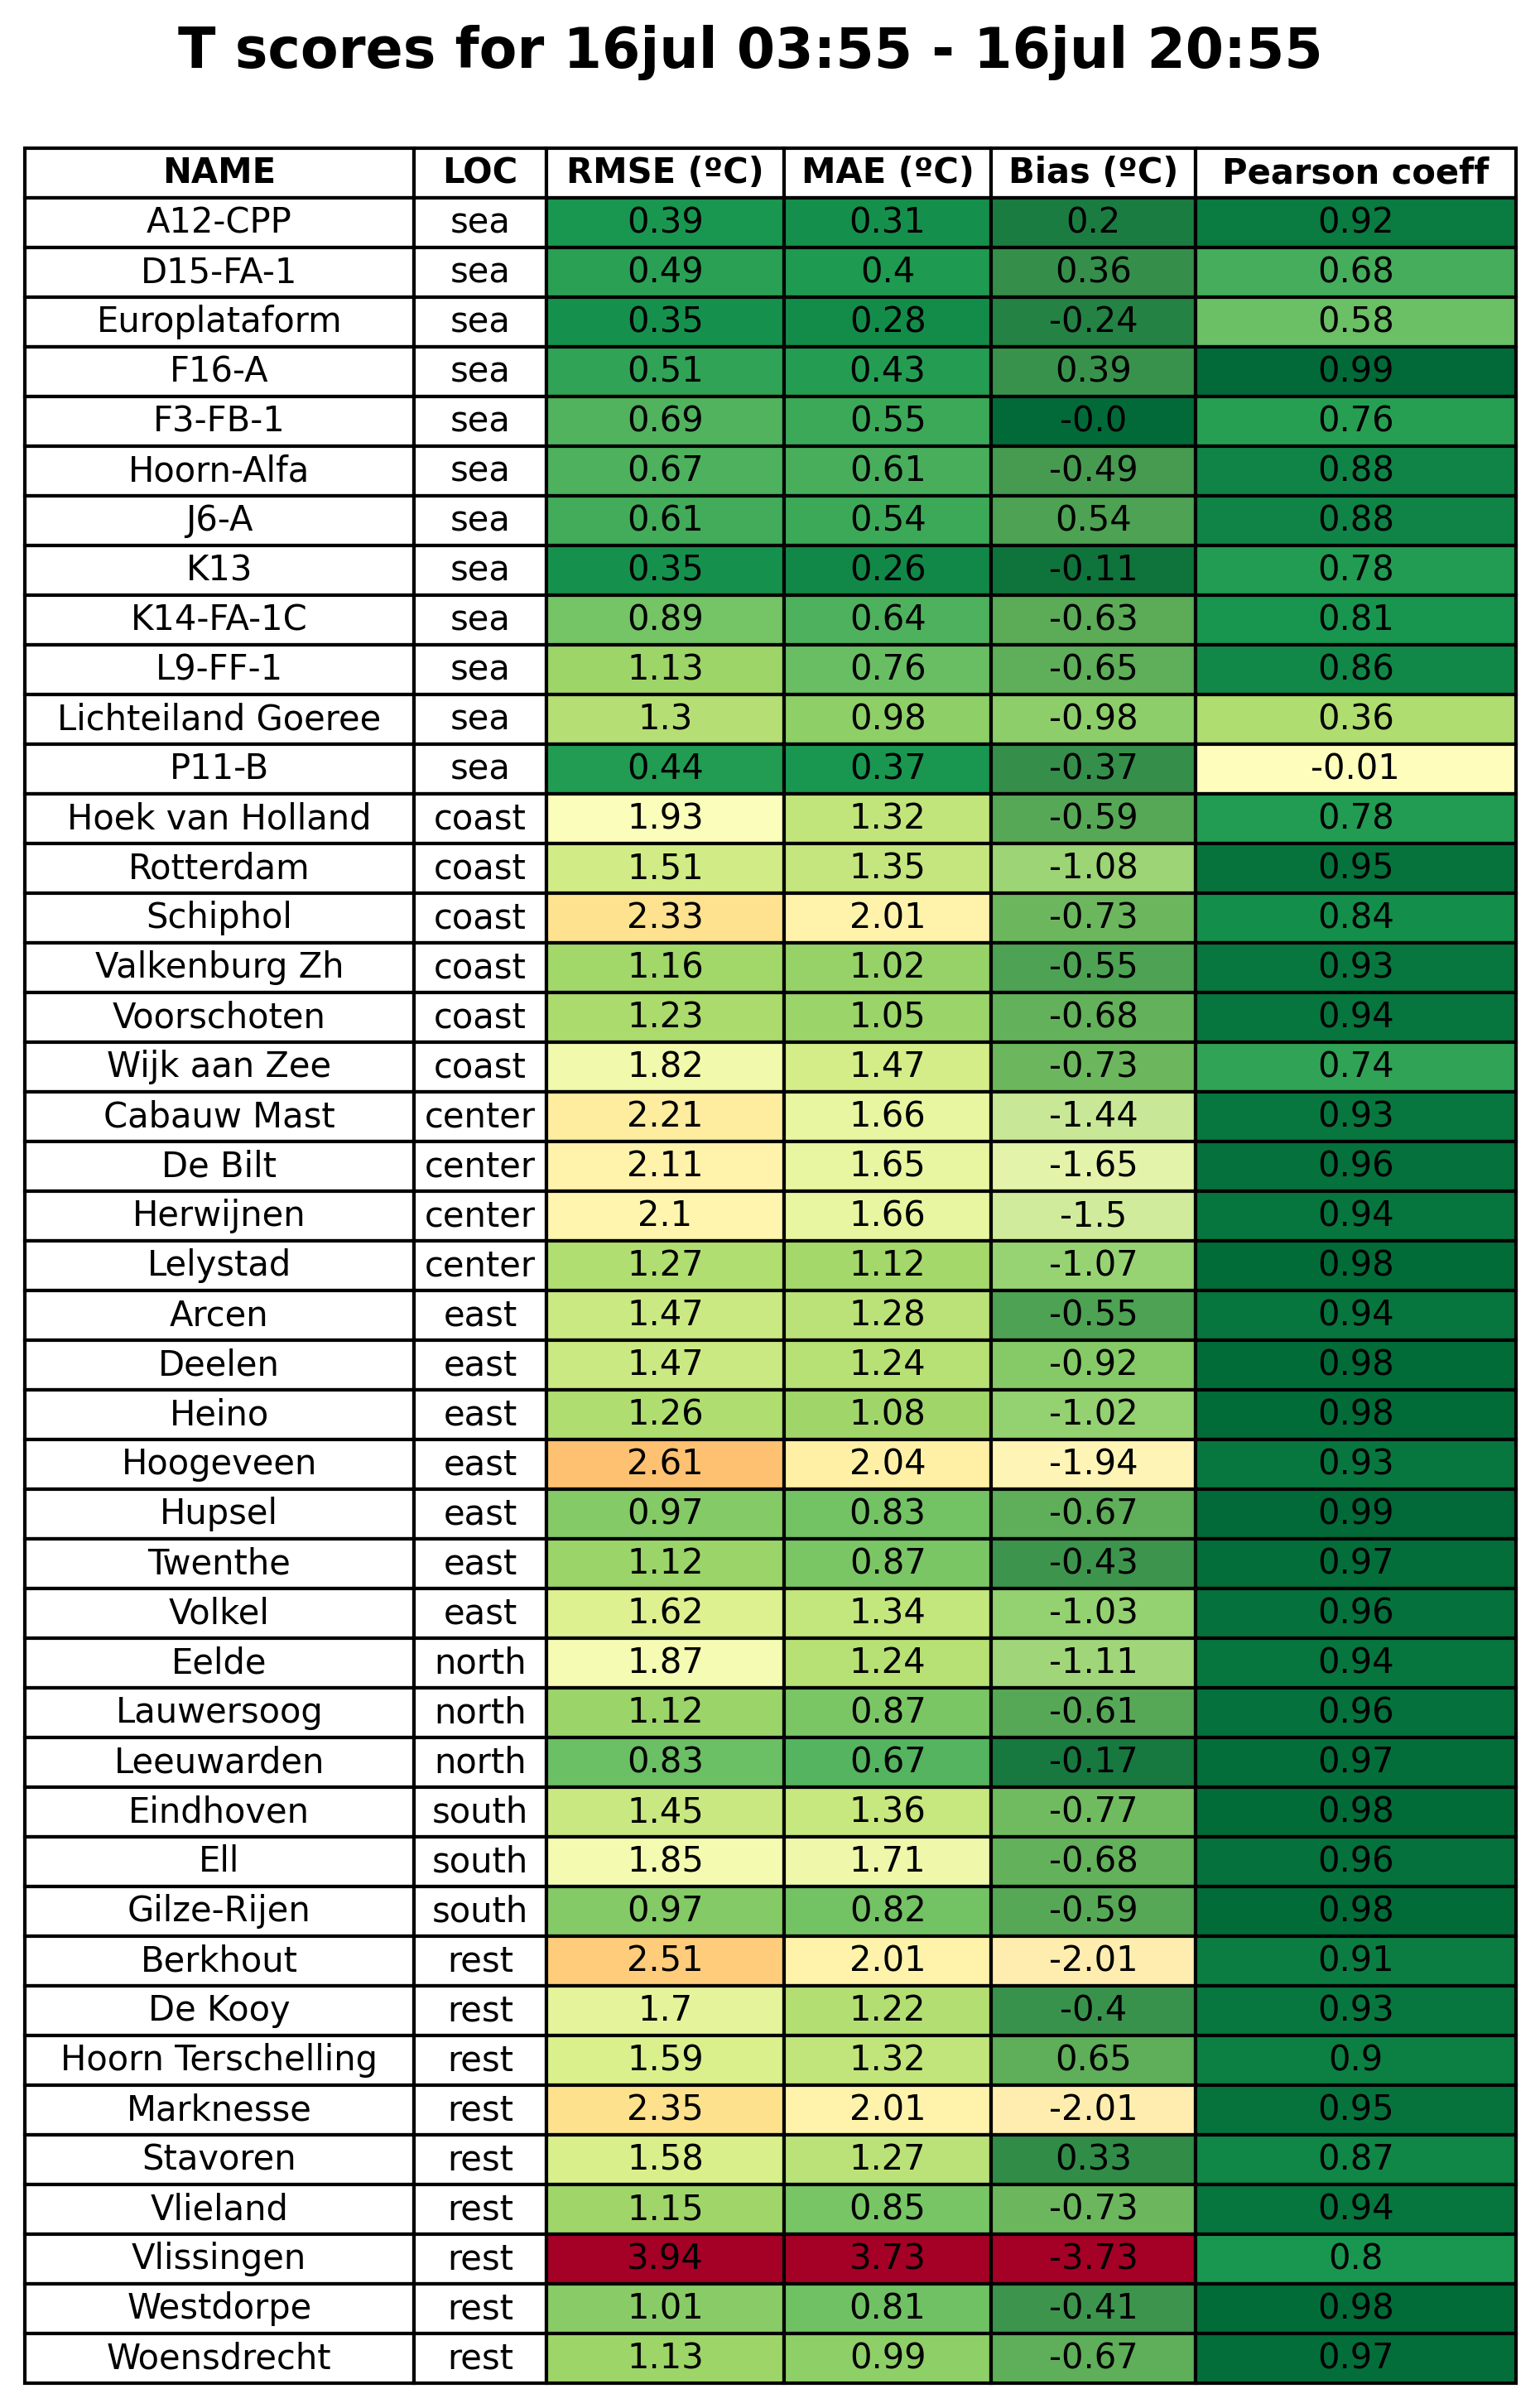 T scores for 16jul 03:55 - 16jul 20:55
NAME LOC RMSE (ºC) MAE (ºC) Bias (ºC) Pearson coeff
A12-CPP sea 0.39 0.31 0.2 0.92
D15-FA-1 sea 0.49 0.4 0.36 0.68
Europlataform sea 0.35 0.28 -0.24 0.58
F16-A sea 0.51 0.43 0.39 0.99
F3-FB-1 sea 0.69 0.55 -0.0 0.76
Hoorn-Alfa sea 0.67 0.61 -0.49 0.88
J6-A sea 0.61 0.54 0.54 0.88
K13 sea 0.35 0.26 -0.11 0.78
K14-FA-1C sea 0.89 0.64 -0.63 0.81
L9-FF-1 sea 1.13 0.76 -0.65 0.86
Lichteiland Goeree sea 1.3 0.98 -0.98 0.36
P11-B sea 0.44 0.37 -0.37 -0.01
Hoek van Holland coast 1.93 1.32 -0.59 0.78
Rotterdam coast 1.51 1.35 -1.08 0.95
Schiphol coast 2.33 2.01 -0.73 0.84
Valkenburg Zh coast 1.16 1.02 -0.55 0.93
Voorschoten coast 1.23 1.05 -0.68 0.94
Wijk aan Zee coast 1.82 1.47 -0.73 0.74
Cabauw Mast center 2.21 1.66 -1.44 0.93
De Bilt center 2.11 1.65 -1.65 0.96
Herwijnen center 2.1 1.66 -1.5 0.94
Lelystad center 1.27 1.12 -1.07 0.98
Arcen east 1.47 1.28 -0.55 0.94
Deelen east 1.47 1.24 -0.92 0.98
Heino east 1.26 1.08 -1.02 0.98
Hoogeveen east 2.61 2.04 -1.94 0.93
Hupsel east 0.97 0.83 -0.67 0.99
Twenthe east 1.12 0.87 -0.43 0.97
Volkel east 1.62 1.34 -1.03 0.96
Eelde north 1.87 1.24 -1.11 0.94
Lauwersoog north 1.12 0.87 -0.61 0.96
Leeuwarden north 0.83 0.67 -0.17 0.97
Eindhoven south 1.45 1.36 -0.77 0.98
Ell south 1.85 1.71 -0.68 0.96
Gilze-Rijen south 0.97 0.82 -0.59 0.98
Berkhout rest 2.51 2.01 -2.01 0.91
De Kooy rest 1.7 1.22 -0.4 0.93
Hoorn Terschelling rest 1.59 1.32 0.65 0.9
Marknesse rest 2.35 2.01 -2.01 0.95
Stavoren rest 1.58 1.27 0.33 0.87
Vlieland rest 1.15 0.85 -0.73 0.94
Vlissingen rest 3.94 3.73 -3.73 0.8
Westdorpe rest 1.01 0.81 -0.41 0.98
Woensdrecht rest 1.13 0.99 -0.67 0.97